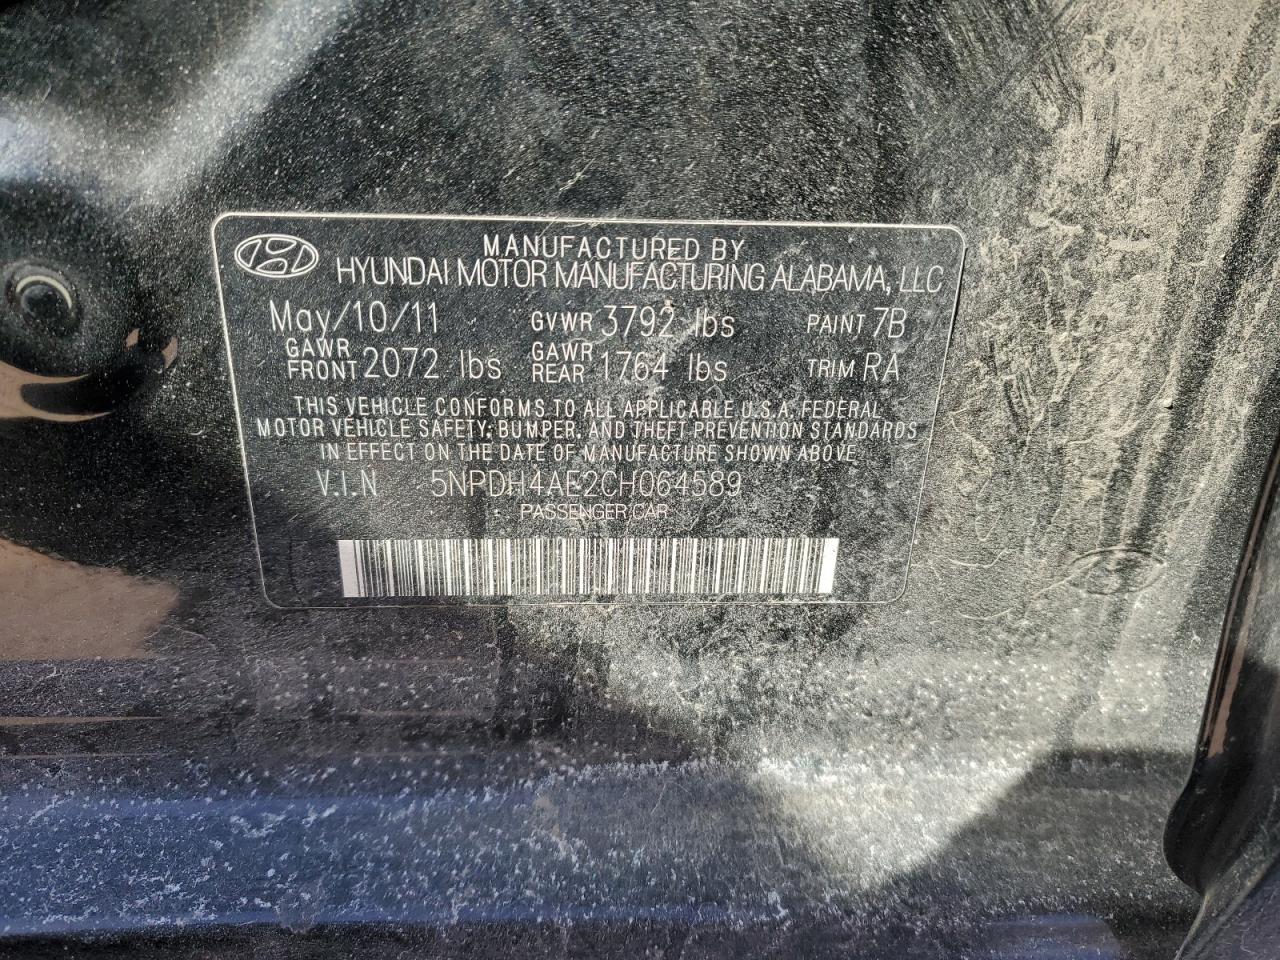 MANUFACTURED BY
HYUNDAI MOTOR MANUFACTURING ALABAMA, LLC
May/10/11 GVWR 3792 lbs PAINT 7B
GAWR FRONT 2072 lbs GAWR REAR 1764 lbs TRIM RA
THIS VEHICLE CONFORMS TO ALL APPLICABLE U.S.A. FEDERAL
MOTOR VEHICLE SAFETY, BUMPER, AND THEFT PREVENTION STANDARDS
IN EFFECT ON THE DATE OF MANUFACTURE SHOWN ABOVE
V.I.N 5NPDH4AE2CH064589
PASSENGER CAR